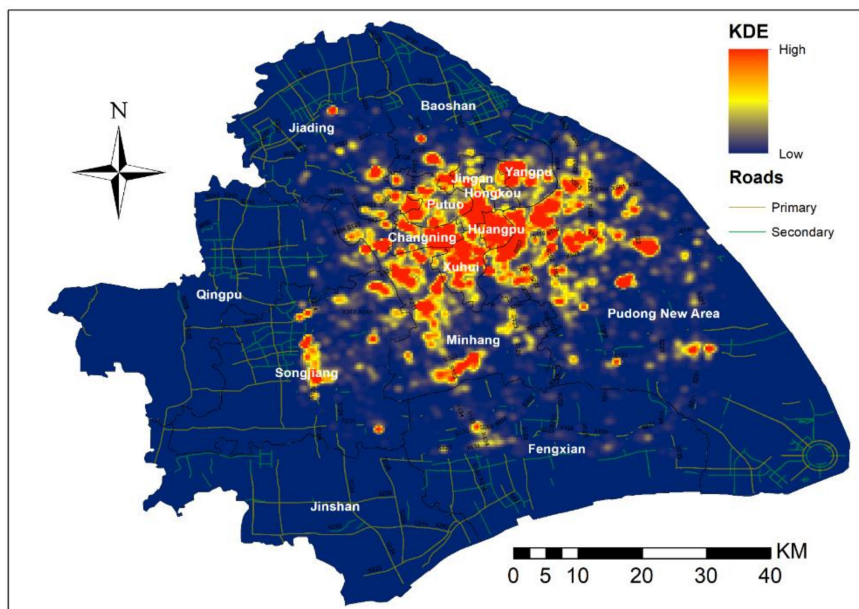 KDE
High
Low
Roads
Primary
Secondary
N
Baoshan
Jiading
Jingan
Yangpu
Hongkou
Putuo
Huangpu
Changning
Xuhui
Qingpu
Pudong New Area
Minhang
Songjiang
Fengxian
Jinshan
KM
0 5 10 20 30 40